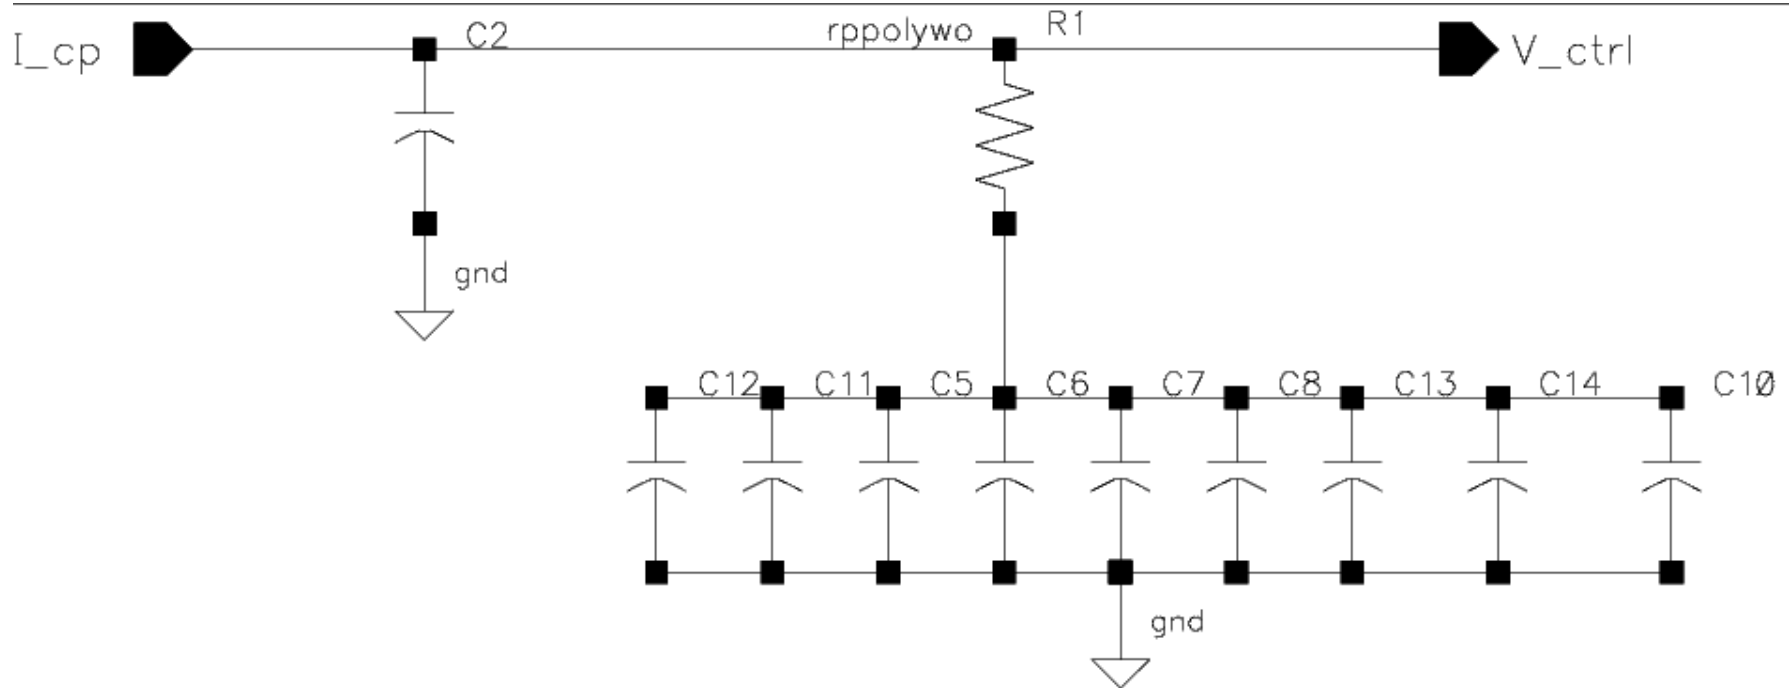 I_cp C2 rppolywo R1 V_ctrl
gnd
C12 C11 C5 C6 C7 C8 C13 C14 C10
gnd